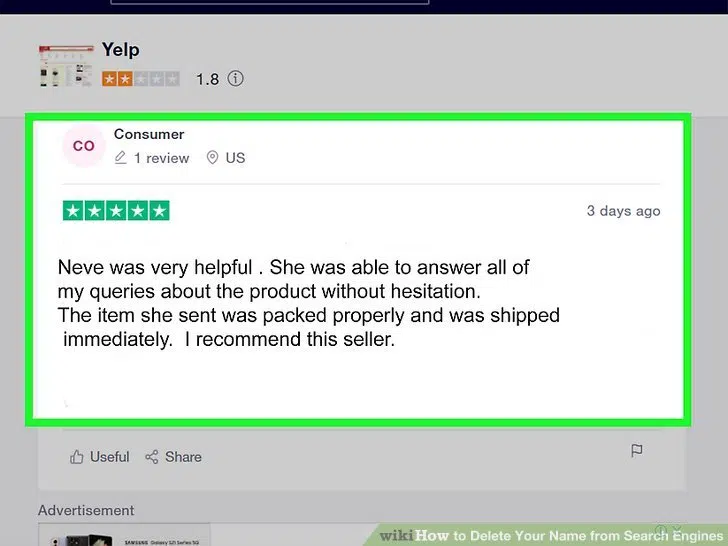 Yelp
1.8
CO
Consumer
1 review US
3 days ago
Neve was very helpful . She was able to answer all of
my queries about the product without hesitation.
The item she sent was packed properly and was shipped
immediately. I recommend this seller.
Useful Share
Advertisement
SAMSUNG Galaxy S21 Series 5G
wikiHow to Delete Your Name from Search Engines